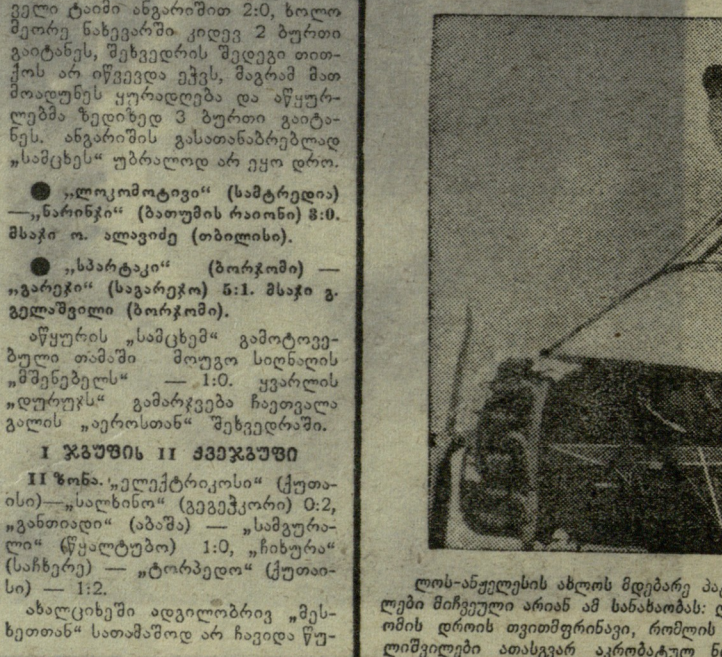 ველი ტაიმი ანგარიშით 2:0, ხოლო
მეორე ნახევარში კიდევ 2 ბურთი
გაიტანეს, შეხვედრის შედეგი თით-
ქოს არ იწვევდა ეჭვს, მაგრამ მათ
მოადუნეს ყურადღება და აწყურ-
ლებმა ზედიზედ 3 ბურთი გაიტა-
ნეს. ანგარიშის გასათანაბრებლად
„სამცხეს“ უბრალოდ არ ეყო დრო.
● „ლოკომოტივი“ (სამტრედია)
—„ნარინჯი“ (ბათუმის რაიონი) 3:0.
მსაჯი ო. ალავიძე (თბილისი).
● „სპარტაკი“ (ბორჯომი) —
„გარეჯი“ (საგარეჯო) 5:1. მსაჯი გ.
გელაშვილი (ბორჯომი).
აწყურის „სამცხემ“ გამოტოვე-
ბული თამაში მოუგო სიღნაღის
„მშენებელს“ — 1:0. ყვარლის
„დურუჯს“ გამარჯვება ჩაეთვალა
გალის „აეროსთან“ შეხვედრაში.
I ჯგუფის II ქვეჯგუფი
II ზონა. „ელექტრიკოსი“ (ქუთა-
ისი)—„სალხინო“ (გეგეჭკორი) 0:2,
„განთიადი“ (აბაშა) — „სამგურა-
ლი“ (წყალტუბო) 1:0, „ჩიხურა“
(საჩხერე) — „ტორპედო“ (ქუთაი-
სი) — 1:2.
ახალციხეში ადგილობრივ „მეს-
ხეთთან“ სათამაშოდ არ ჩავიდა წყ-
ლოს-ანჟელესის ახლოს მდებარე
ლები მიჩვეული არიან ამ სანახაობას:
ომის დროის თვითმფრინავი, რომლის
ლიშვილები ათასგვარ აკრობატულ